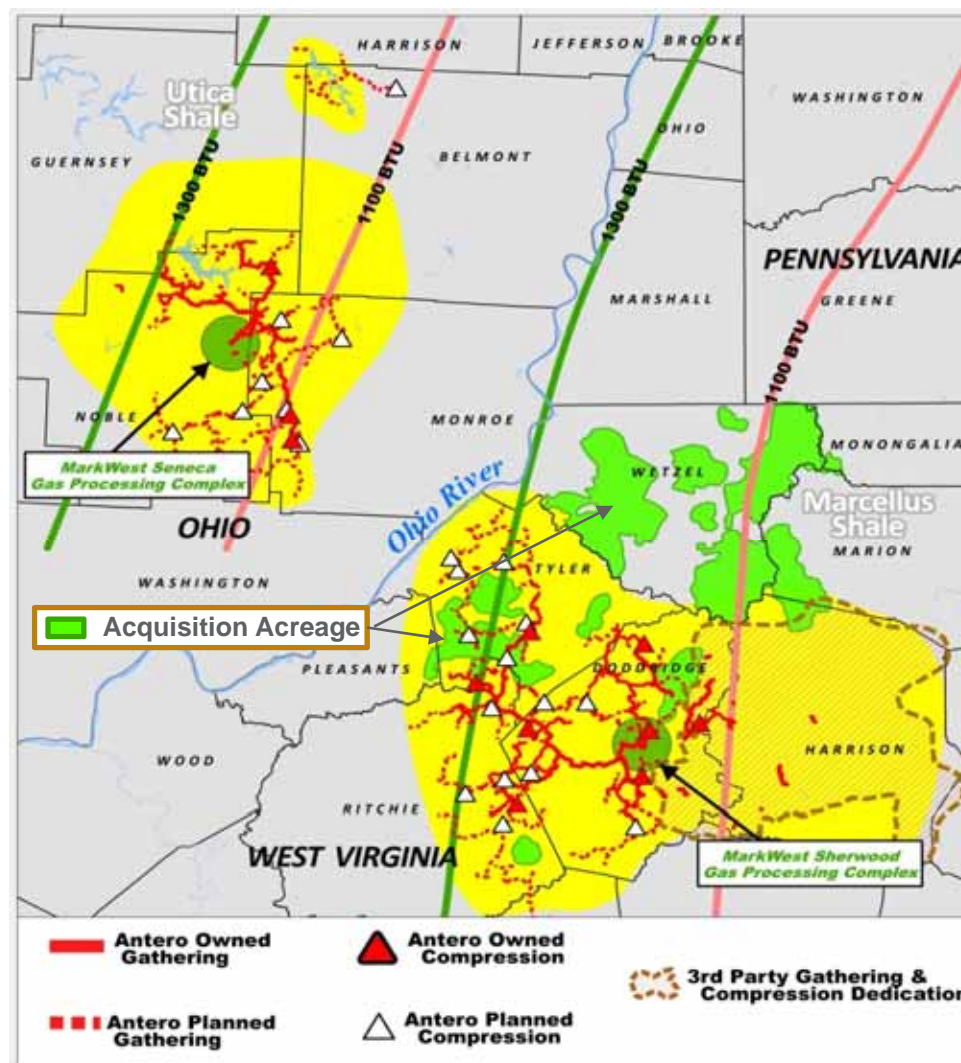 HARRISON
JEFFERSON
BROOKE
Utica
Shale
WASHINGTON
OHIO
GUERNSEY
BELMONT
1300 BTU
1100 BTU
1300 BTU
PENNSYLVANIA
MARSHALL
GREENE
1100 BTU
NOBLE
MONROE
MONONGALIA
WETZEL
MarkWest Seneca
Gas Processing Complex
Ohio River
Marcellus
Shale
OHIO
MARION
TYLER
WASHINGTON
Acquisition Acreage
PLEASANTS
DODDRIDGE
HARRISON
WOOD
RITCHIE
WEST VIRGINIA
MarkWest Sherwood
Gas Processing Complex
Antero Owned
Gathering
Antero Owned
Compression
3rd Party Gathering &
Compression Dedication
Antero Planned
Gathering
Antero Planned
Compression